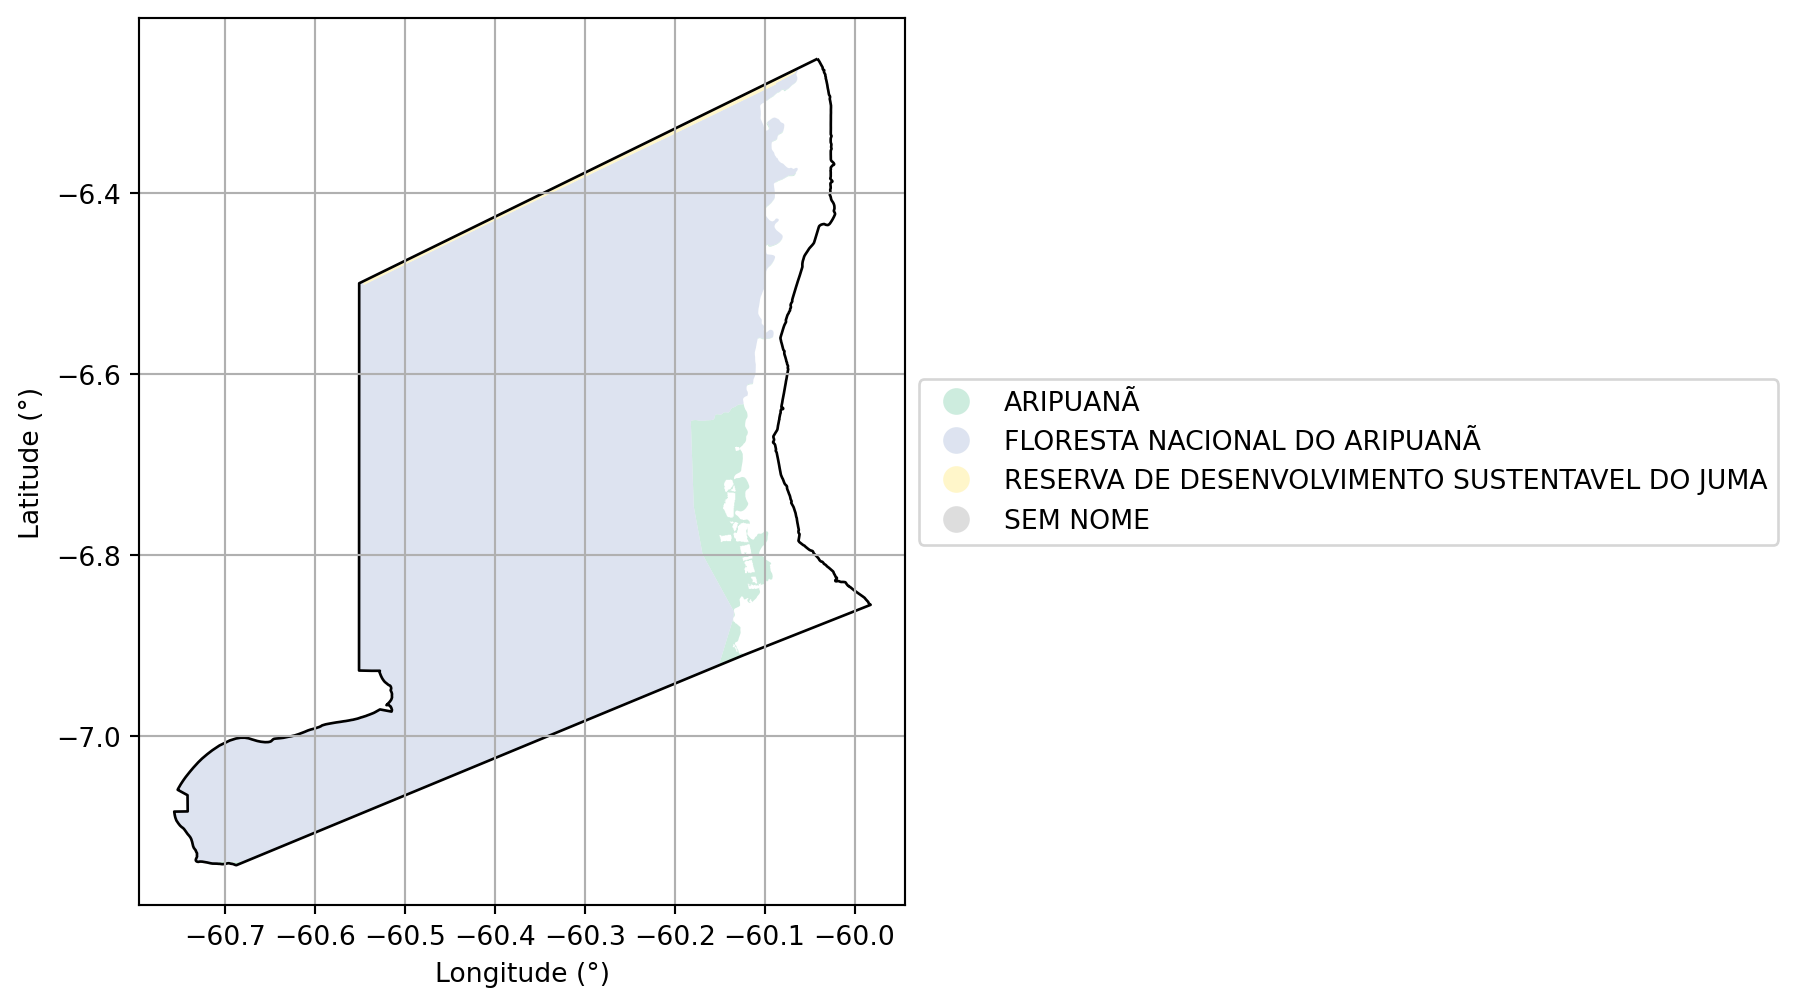 −6.4
−6.6
−6.8
−7.0
Latitude (°)
−60.7 −60.6 −60.5 −60.4 −60.3 −60.2 −60.1 −60.0
Longitude (°)
ARIPUANÃ
FLORESTA NACIONAL DO ARIPUANÃ
RESERVA DE DESENVOLVIMENTO SUSTENTAVEL DO JUMA
SEM NOME